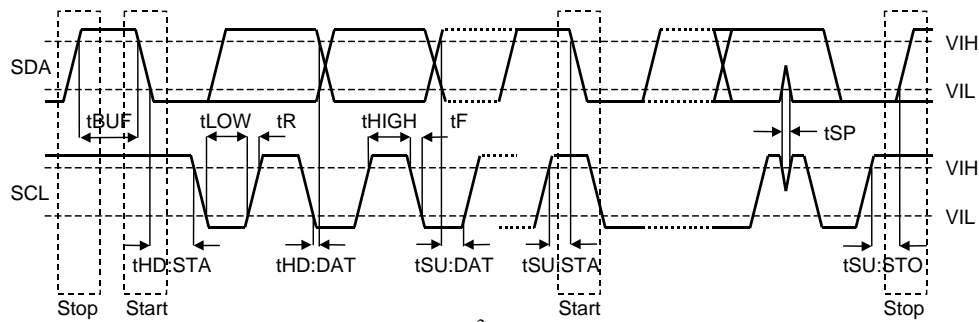 VIH
SDA
VIL
tBUF tLOW tR tHIGH tF tSP
VIH
SCL
VIL
tHD:STA tHD:DAT tSU:DAT tSU:STA tSU:STO
Stop Start Start Stop
2